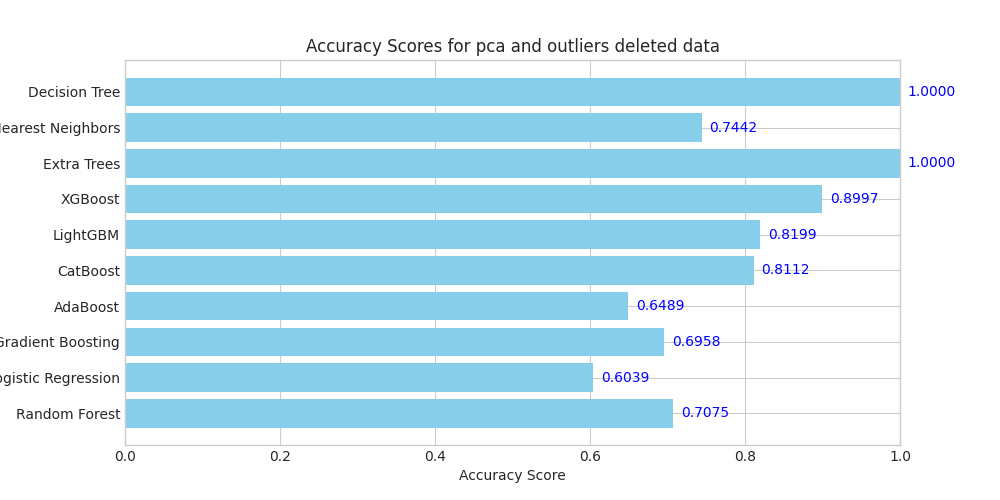 Accuracy Scores for pca and outliers deleted data
Decision Tree 1.0000
Nearest Neighbors 0.7442
Extra Trees 1.0000
XGBoost 0.8997
LightGBM 0.8199
CatBoost 0.8112
AdaBoost 0.6489
Gradient Boosting 0.6958
ogistic Regression 0.6039
Random Forest 0.7075
0.0 0.2 0.4 0.6 0.8 1.0
Accuracy Score